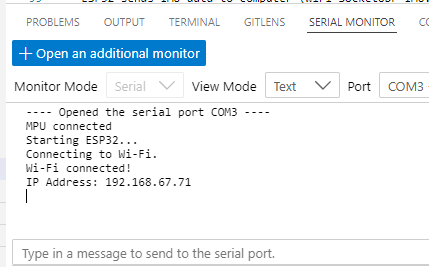 PROBLEMS OUTPUT TERMINAL GITLENS SERIAL MONITOR
+ Open an additional monitor
Monitor Mode Serial View Mode Text Port COM3
---- Opened the serial port COM3 ----
MPU connected
Starting ESP32...
Connecting to Wi-Fi.
Wi-Fi connected!
IP Address: 192.168.67.71
Type in a message to send to the serial port.